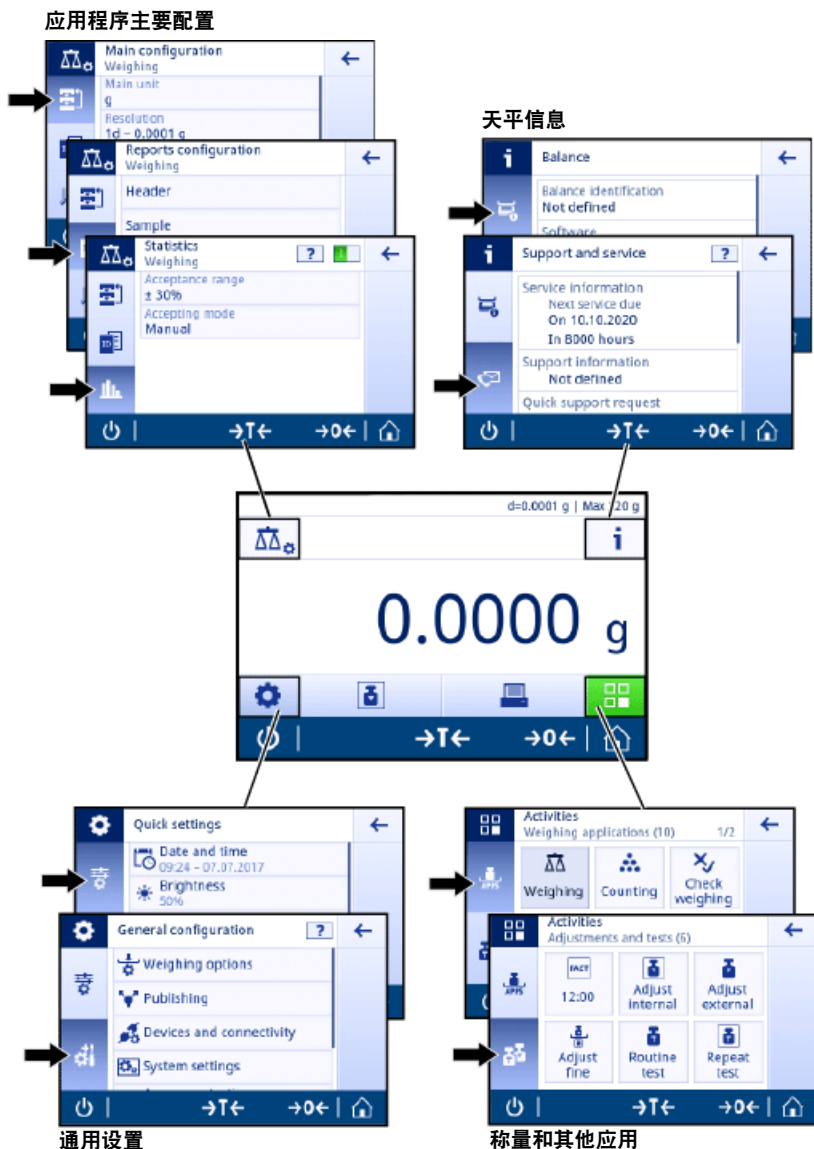 应用程序主要配置
Main configuration
Weighing
Main unit
g
Resolution
1d – 0.0001 g
Reports configuration
Weighing
Header
Sample
Statistics
Weighing
?
Acceptance range
± 30%
Accepting mode
Manual
→T←
→0←
天平信息
i
Balance
Balance identification
Not defined
Software
i
Support and service
?
Service information
Next service due
On 10.10.2020
In 8000 hours
Support information
Not defined
Quick support request
→T←
→0←
d=0.0001 g | Max 120 g
i
0.0000 g
→T←
→0←
Quick settings
Date and time
09:24 – 07.07.2017
Brightness
50%
General configuration
?
Weighing options
Publishing
Devices and connectivity
System settings
→T←
→0←
通用设置
Activities
Weighing applications (10)
1/2
APPS
Weighing
Counting
Check
weighing
Activities
Adjustments and tests (6)
APPS
FACT
12:00
Adjust
internal
Adjust
external
Adjust
fine
Routine
test
Repeat
test
→T←
→0←
称量和其他应用